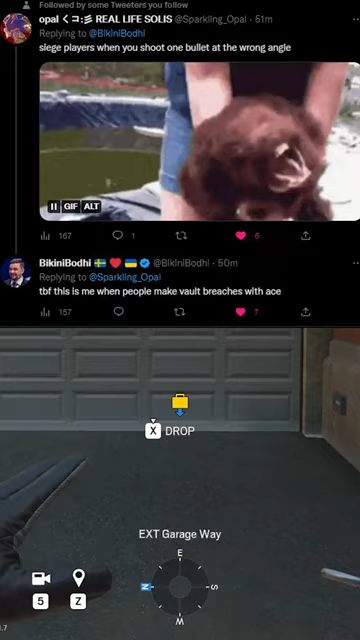 Followed by some Tweeters you follow
opal くコ:彡 REAL LIFE SOLIS @Sparkling_Opal · 51m
Replying to @BikiniBodhi
siege players when you shoot one bullet at the wrong angle
GIF ALT
167 1 6
BikiniBodhi 🇸🇪 ❤️ 🇺🇦 @BikiniBodhi · 50m
Replying to @Sparkling_Opal
tbf this is me when people make vault breaches with ace
157 7
X DROP
EXT Garage Way
E
N S
W
5 Z